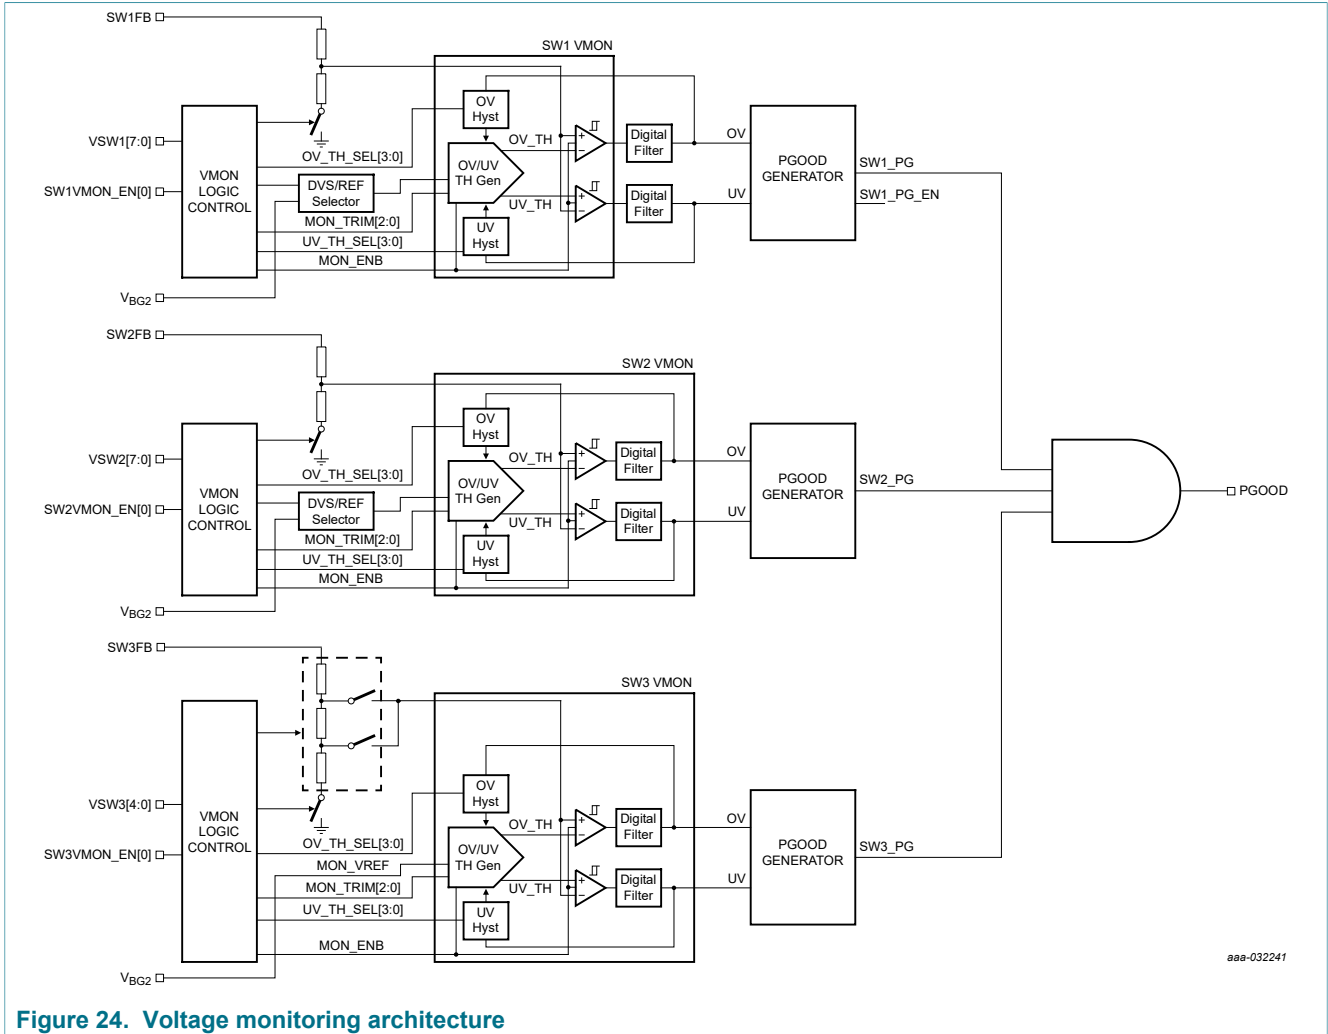 SW1FB
SW1 VMON
OV
Hyst
VSW1[7:0]
SW1VMON_EN[0]
VMON
LOGIC
CONTROL
OV_TH_SEL[3:0]
DVS/REF
Selector
MON_TRIM[2:0]
UV_TH_SEL[3:0]
MON_ENB
OV/UV
TH Gen
OV_TH
UV_TH
UV
Hyst
+
−
+
−
Digital
Filter
Digital
Filter
OV
UV
PGOOD
GENERATOR
SW1_PG
SW1_PG_EN
VBG2
SW2FB
SW2 VMON
OV
Hyst
VSW2[7:0]
SW2VMON_EN[0]
VMON
LOGIC
CONTROL
OV_TH_SEL[3:0]
DVS/REF
Selector
MON_TRIM[2:0]
UV_TH_SEL[3:0]
MON_ENB
OV/UV
TH Gen
OV_TH
UV_TH
UV
Hyst
+
−
+
−
Digital
Filter
Digital
Filter
OV
UV
PGOOD
GENERATOR
SW2_PG
PGOOD
VBG2
SW3FB
SW3 VMON
OV
Hyst
VSW3[4:0]
SW3VMON_EN[0]
VMON
LOGIC
CONTROL
OV_TH_SEL[3:0]
MON_VREF
MON_TRIM[2:0]
UV_TH_SEL[3:0]
MON_ENB
OV/UV
TH Gen
OV_TH
UV_TH
UV
Hyst
+
−
+
−
Digital
Filter
Digital
Filter
OV
UV
PGOOD
GENERATOR
SW3_PG
VBG2
aaa-032241
Figure 24. Voltage monitoring architecture